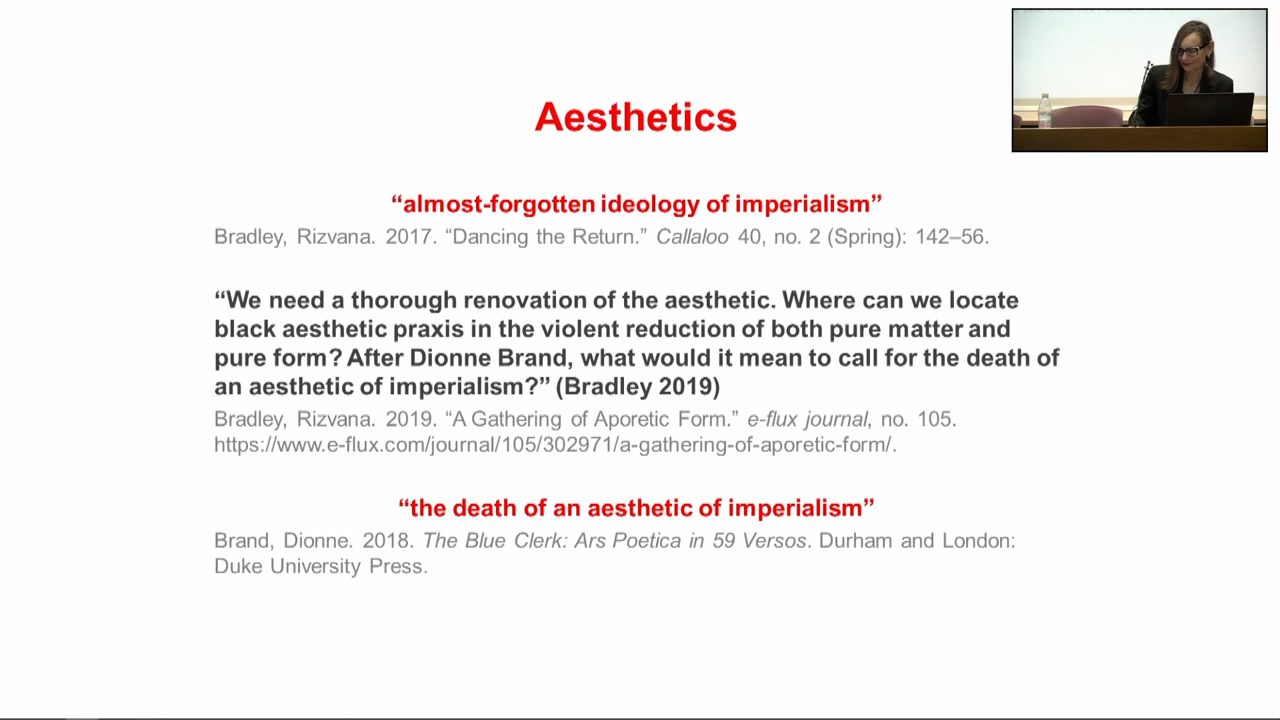 Aesthetics
“almost-forgotten ideology of imperialism”
Bradley, Rizvana. 2017. “Dancing the Return.” Callaloo 40, no. 2 (Spring): 142–56.
“We need a thorough renovation of the aesthetic. Where can we locate
black aesthetic praxis in the violent reduction of both pure matter and
pure form? After Dionne Brand, what would it mean to call for the death of
an aesthetic of imperialism?” (Bradley 2019)
Bradley, Rizvana. 2019. “A Gathering of Aporetic Form.” e-flux journal, no. 105.
https://www.e-flux.com/journal/105/302971/a-gathering-of-aporetic-form/.
“the death of an aesthetic of imperialism”
Brand, Dionne. 2018. The Blue Clerk: Ars Poetica in 59 Versos. Durham and London:
Duke University Press.